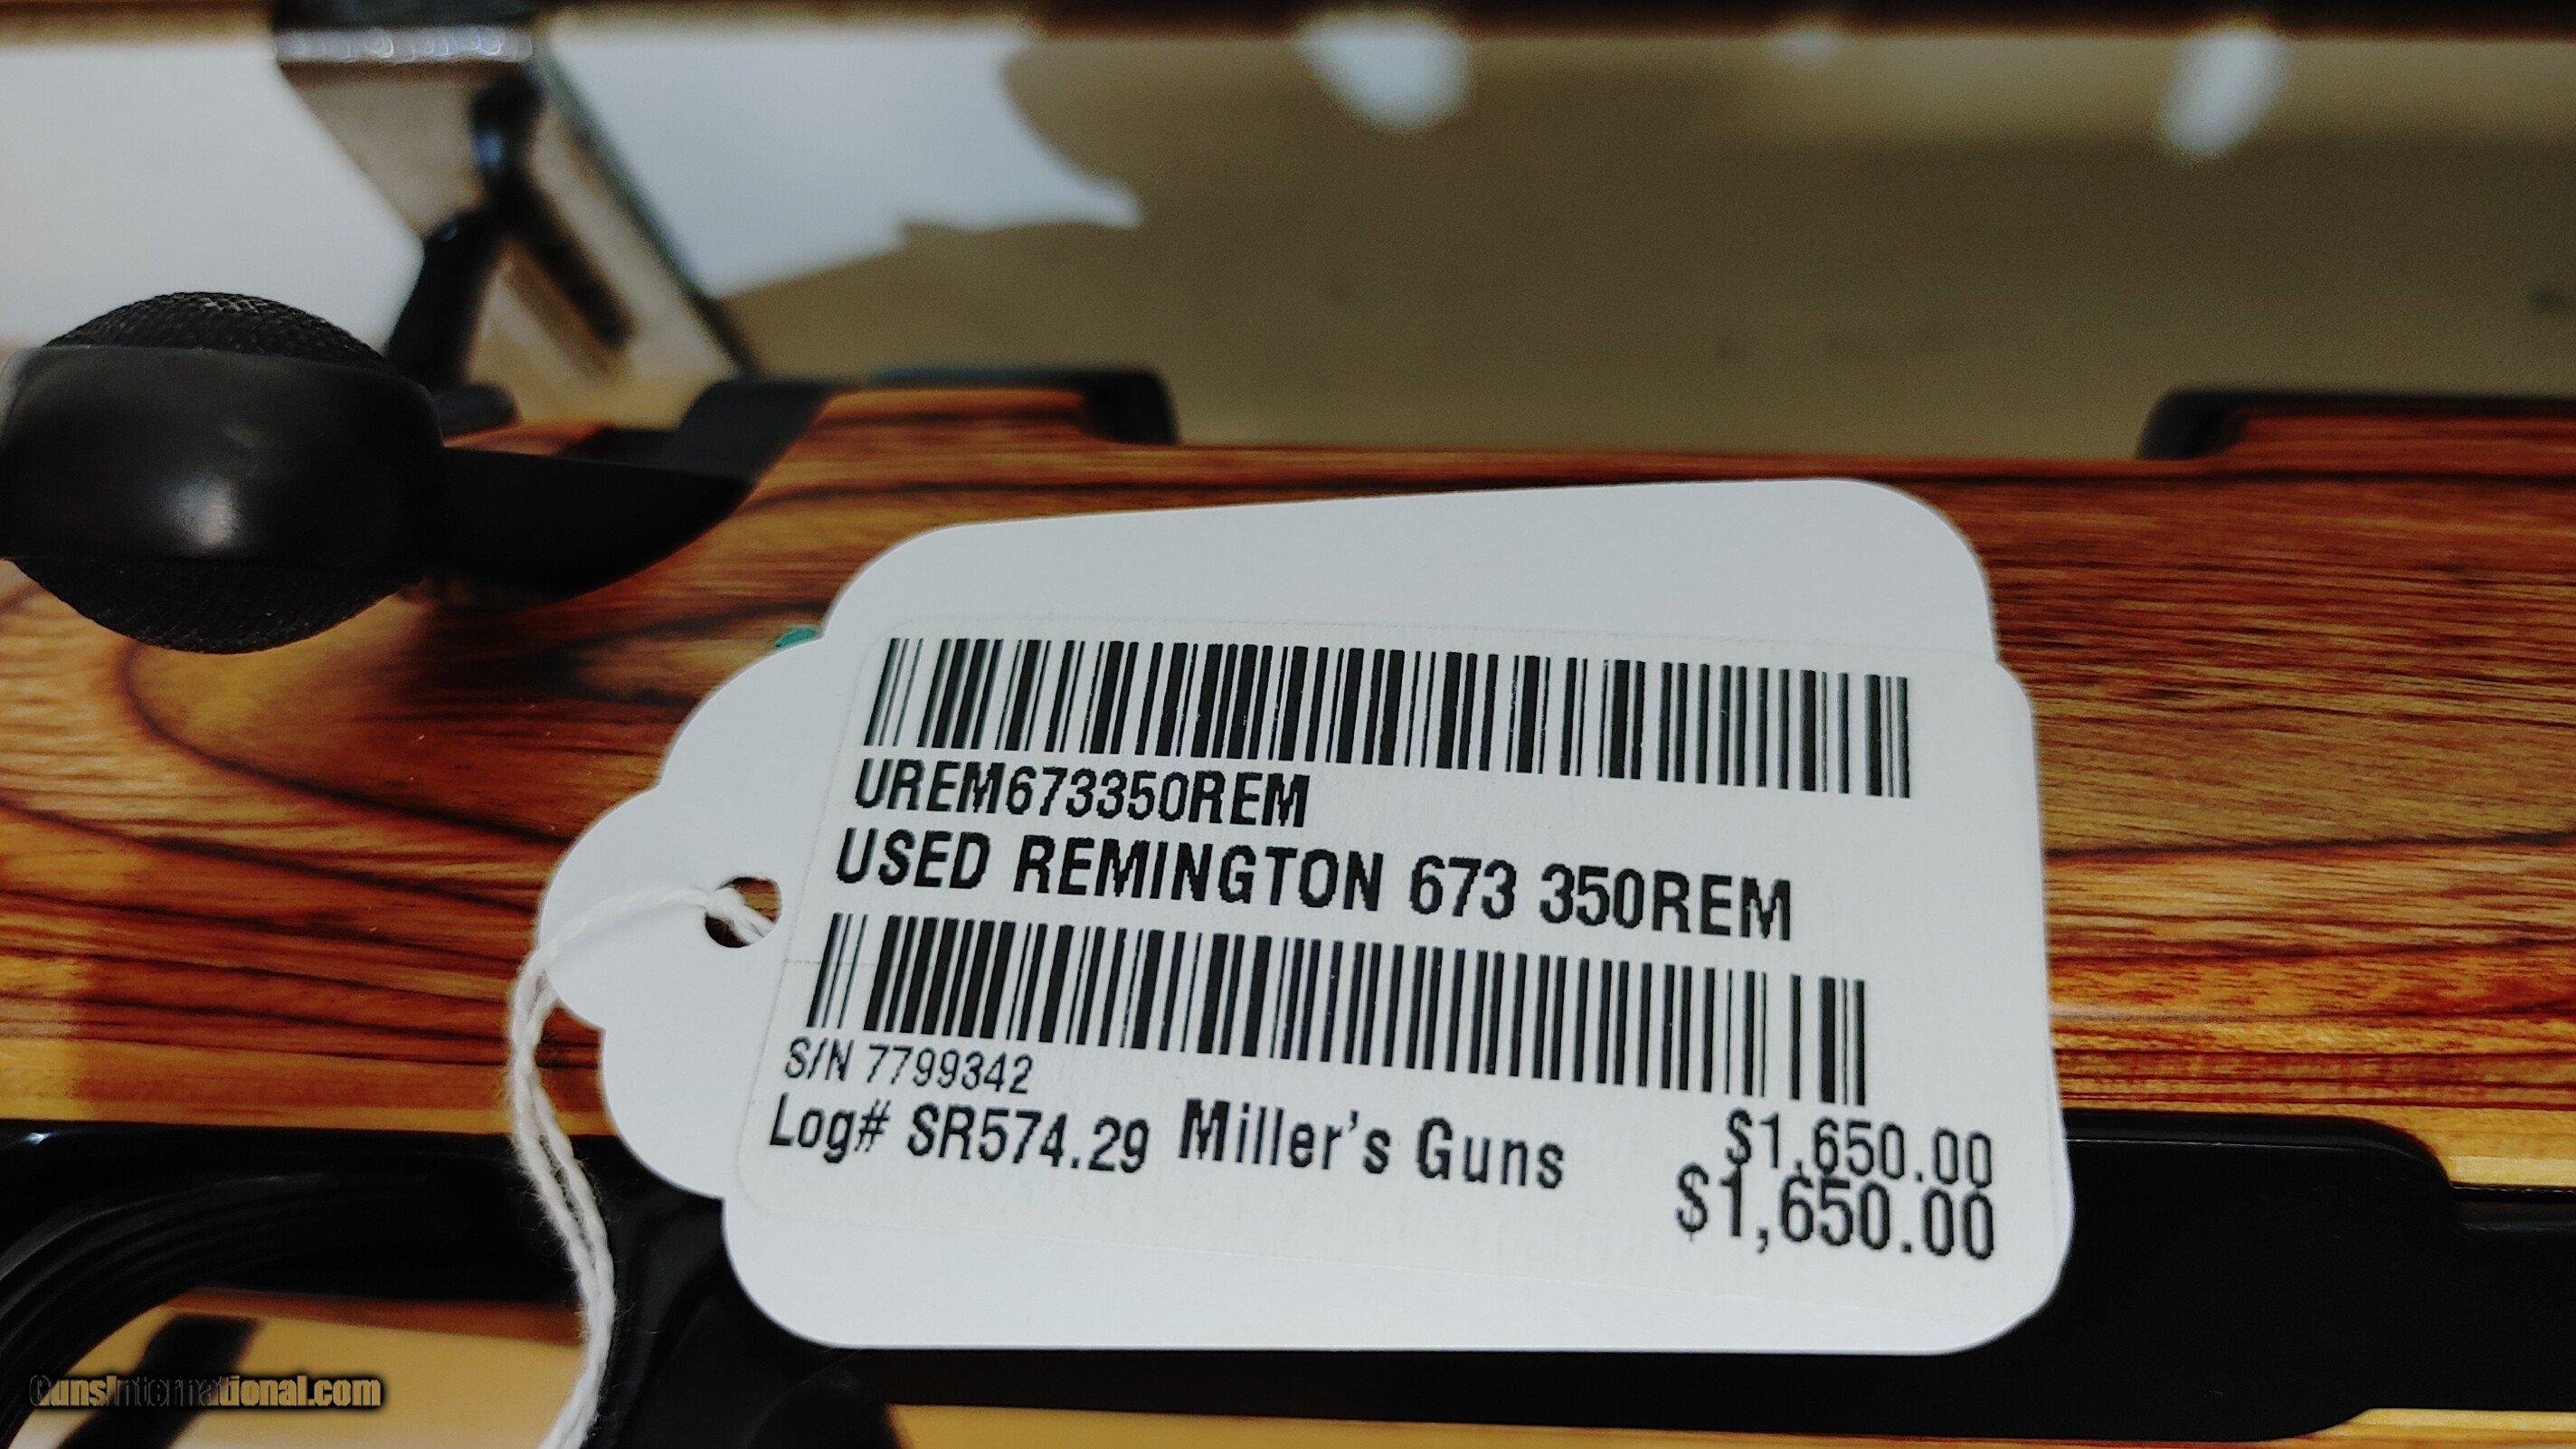 UREM673350REM
USED REMINGTON 673 350REM
S/N 7799342
Log# SR574.29 Miller's Guns
$1,650.00
$1,650.00
GunsInternational.com